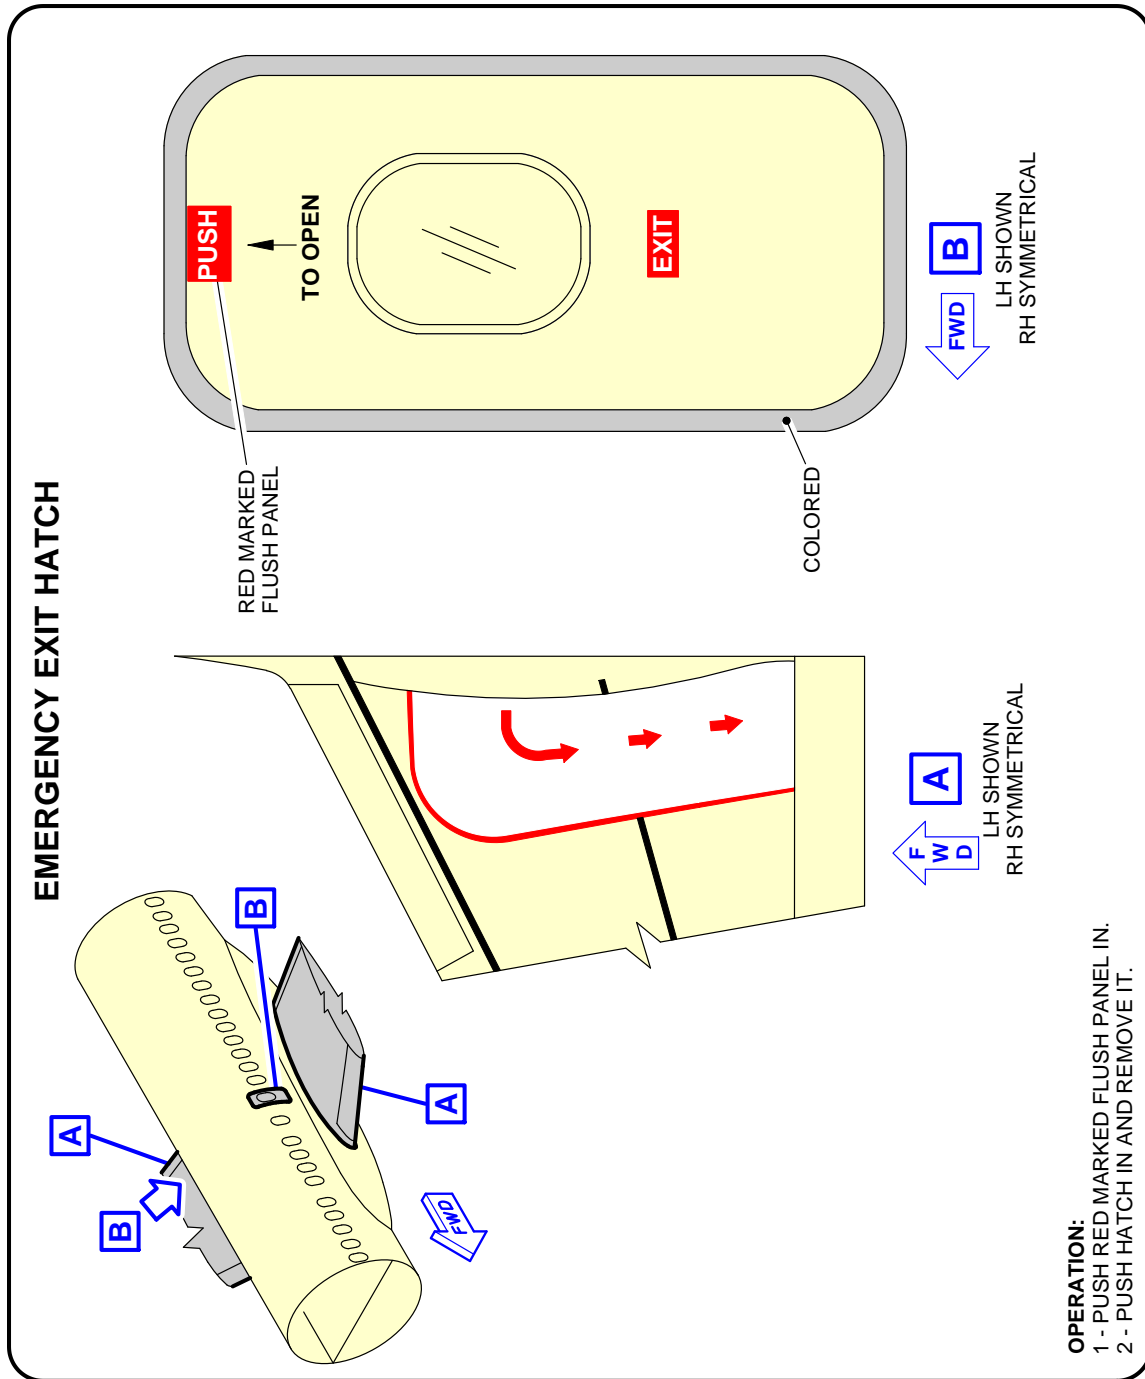 EMERGENCY EXIT HATCH
A
B
B
A
FWD
F
W
D
A
LH SHOWN
RH SYMMETRICAL
RED MARKED
FLUSH PANEL
PUSH
TO OPEN
EXIT
COLORED
FWD
B
LH SHOWN
RH SYMMETRICAL
OPERATION:
1 - PUSH RED MARKED FLUSH PANEL IN.
2 - PUSH HATCH IN AND REMOVE IT.